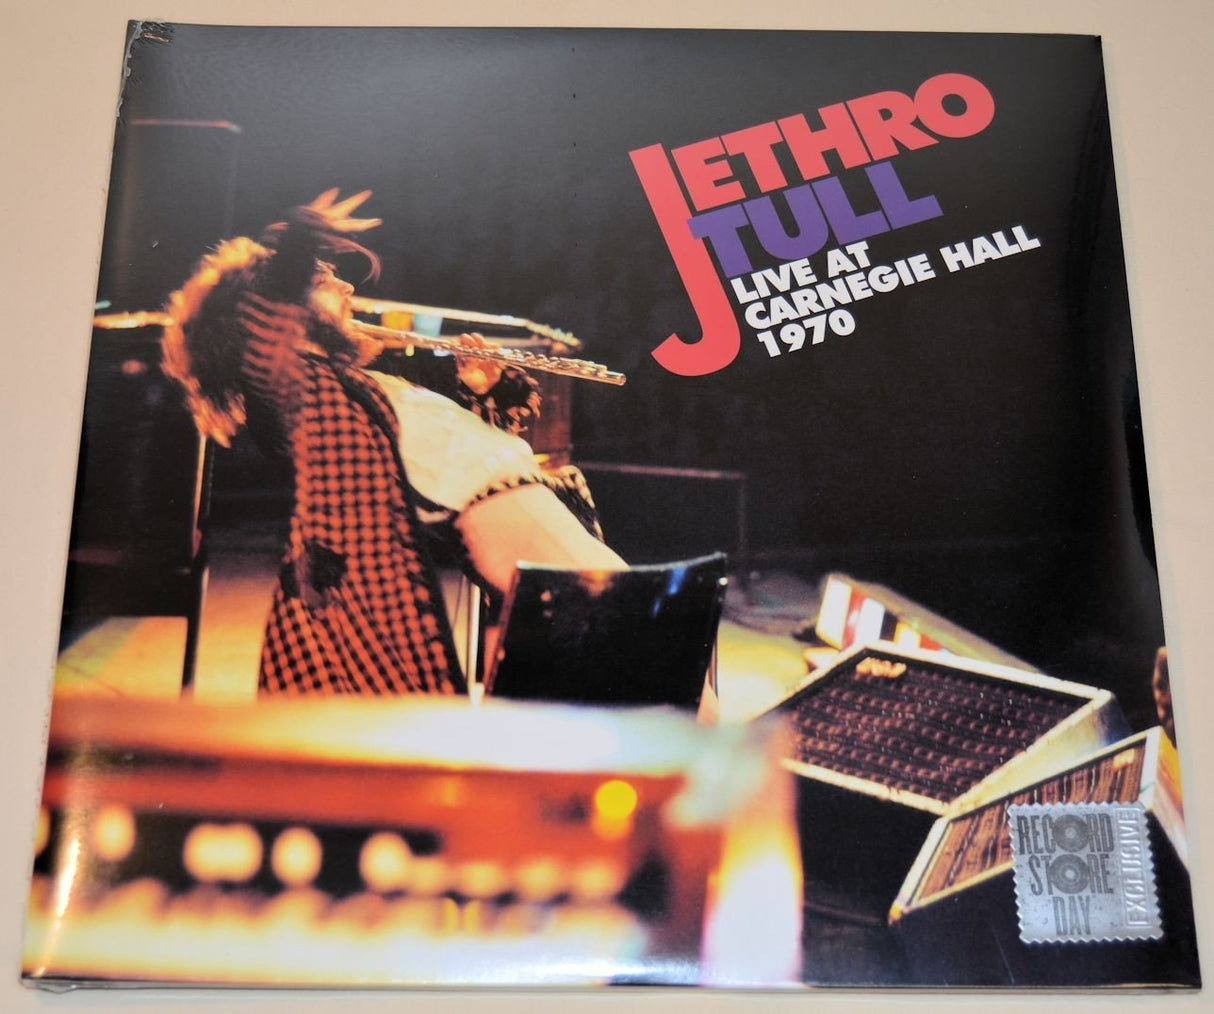 JETHRO
TULL
LIVE AT
CARNEGIE HALL
1970
RECORD
STORE
DAY
EXCLUSIVE